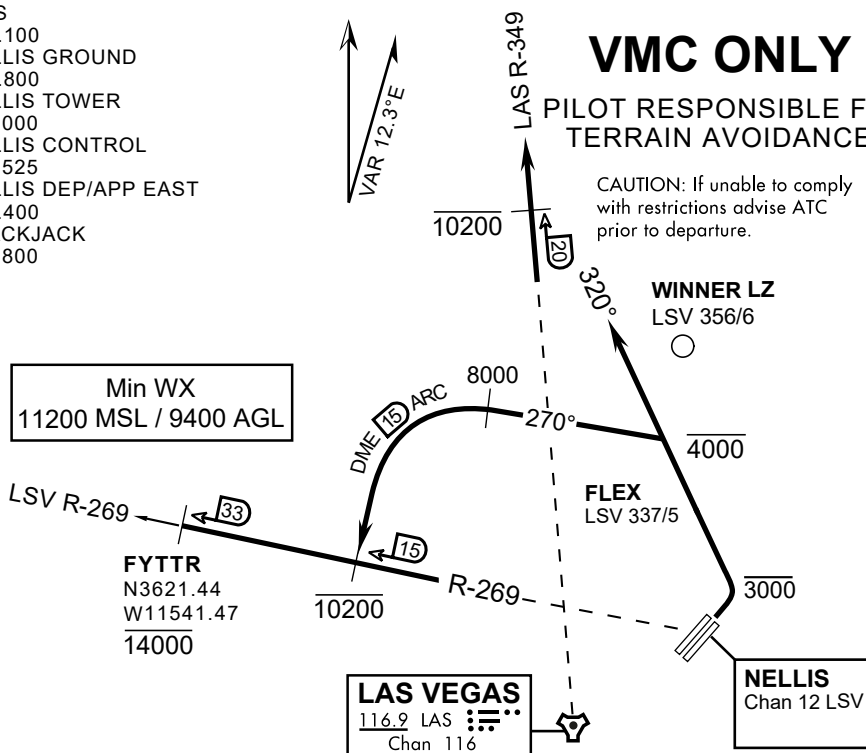 .100
LLIS GROUND
.800
LLIS TOWER
.000
LLIS CONTROL
.525
LLIS DEP/APP EAST
.400
CKJACK
.800
VAR 12.3°E
LAS R-349
VMC ONLY
PILOT RESPONSIBLE F
TERRAIN AVOIDANCE
CAUTION: If unable to comply
with restrictions advise ATC
prior to departure.
10200
20
320°
WINNER LZ
LSV 356/6
Min WX
11200 MSL / 9400 AGL
8000
DME 15 ARC
270°
4000
FLEX
LSV 337/5
LSV R-269
33
15
R-269
3000
FYTTR
N3621.44
W11541.47
14000
10200
LAS VEGAS
116.9 LAS
Chan 116
NELLIS
Chan 12 LSV